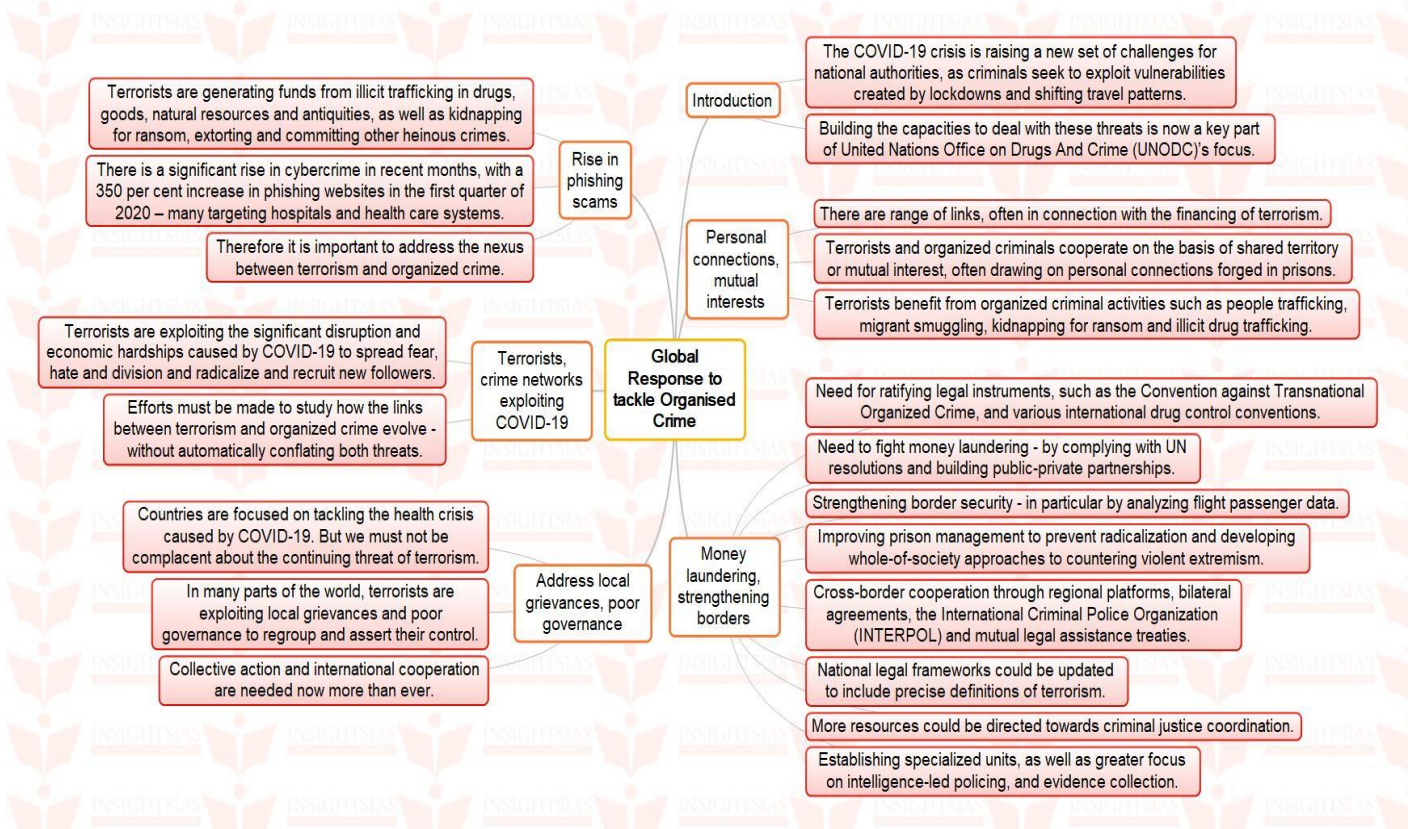 Global
Response to
tackle Organised
Crime
Introduction
The COVID-19 crisis is raising a new set of challenges for
national authorities, as criminals seek to exploit vulnerabilities
created by lockdowns and shifting travel patterns.
Building the capacities to deal with these threats is now a key part
of United Nations Office on Drugs And Crime (UNODC)'s focus.
Personal
connections,
mutual
interests
There are range of links, often in connection with the financing of terrorism.
Terrorists and organized criminals cooperate on the basis of shared territory
or mutual interest, often drawing on personal connections forged in prisons.
Terrorists benefit from organized criminal activities such as people trafficking,
migrant smuggling, kidnapping for ransom and illicit drug trafficking.
Money
laundering,
strengthening
borders
Need for ratifying legal instruments, such as the Convention against Transnational
Organized Crime, and various international drug control conventions.
Need to fight money laundering - by complying with UN
resolutions and building public-private partnerships.
Strengthening border security - in particular by analyzing flight passenger data.
Improving prison management to prevent radicalization and developing
whole-of-society approaches to countering violent extremism.
Cross-border cooperation through regional platforms, bilateral
agreements, the International Criminal Police Organization
(INTERPOL) and mutual legal assistance treaties.
National legal frameworks could be updated
to include precise definitions of terrorism.
More resources could be directed towards criminal justice coordination.
Establishing specialized units, as well as greater focus
on intelligence-led policing, and evidence collection.
Rise in
phishing
scams
Terrorists are generating funds from illicit trafficking in drugs,
goods, natural resources and antiquities, as well as kidnapping
for ransom, extorting and committing other heinous crimes.
There is a significant rise in cybercrime in recent months, with a
350 per cent increase in phishing websites in the first quarter of
2020 – many targeting hospitals and health care systems.
Therefore it is important to address the nexus
between terrorism and organized crime.
Terrorists,
crime networks
exploiting
COVID-19
Terrorists are exploiting the significant disruption and
economic hardships caused by COVID-19 to spread fear,
hate and division and radicalize and recruit new followers.
Efforts must be made to study how the links
between terrorism and organized crime evolve -
without automatically conflating both threats.
Address local
grievances, poor
governance
Countries are focused on tackling the health crisis
caused by COVID-19. But we must not be
complacent about the continuing threat of terrorism.
In many parts of the world, terrorists are
exploiting local grievances and poor
governance to regroup and assert their control.
Collective action and international cooperation
are needed now more than ever.
INSIGHTSIAS